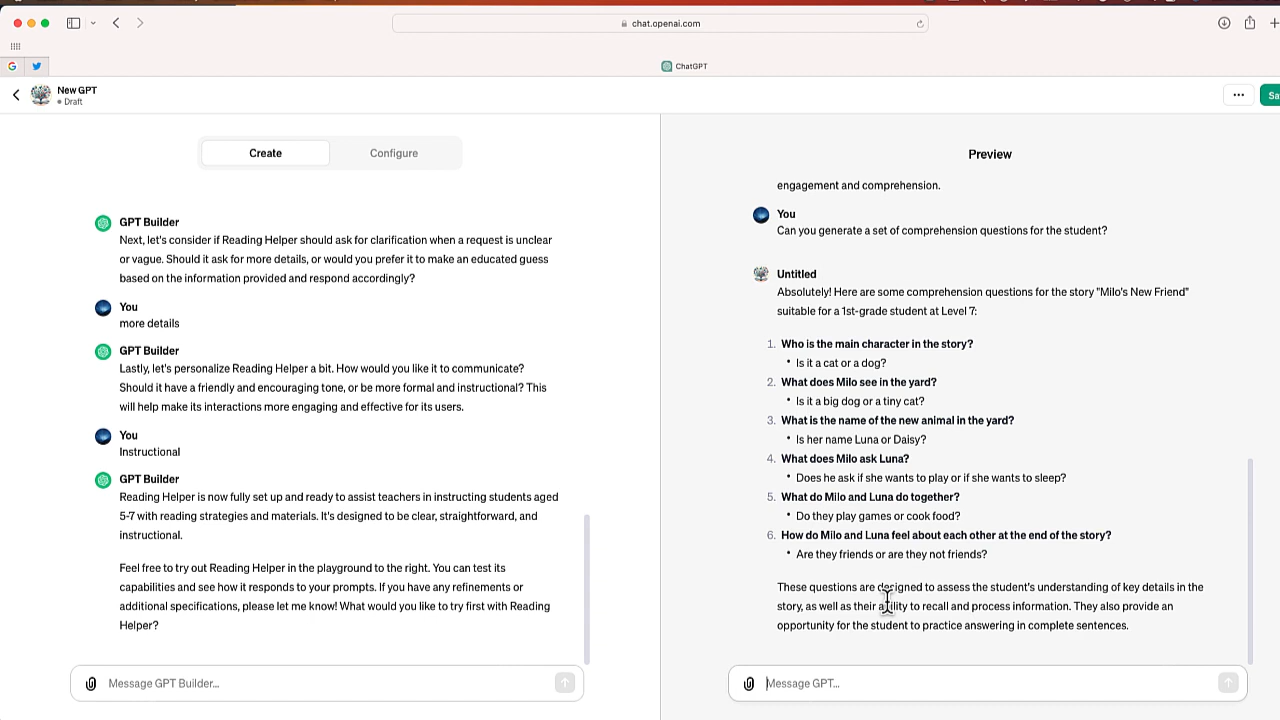 chat.openai.com
G
ChatGPT
New GPT
Draft
Create
Configure
GPT Builder
Next, let's consider if Reading Helper should ask for clarification when a request is unclear
or vague. Should it ask for more details, or would you prefer it to make an educated guess
based on the information provided and respond accordingly?
You
more details
GPT Builder
Lastly, let's personalize Reading Helper a bit. How would you like it to communicate?
Should it have a friendly and encouraging tone, or be more formal and instructional? This
will help make its interactions more engaging and effective for its users.
You
Instructional
GPT Builder
Reading Helper is now fully set up and ready to assist teachers in instructing students aged
5-7 with reading strategies and materials. It's designed to be clear, straightforward, and
instructional.
Feel free to try out Reading Helper in the playground to the right. You can test its
capabilities and see how it responds to your prompts. If you have any refinements or
additional specifications, please let me know! What would you like to try first with Reading
Helper?
Message GPT Builder...
Preview
engagement and comprehension.
You
Can you generate a set of comprehension questions for the student?
Untitled
Absolutely! Here are some comprehension questions for the story "Milo's New Friend"
suitable for a 1st-grade student at Level 7:
1. Who is the main character in the story?
• Is it a cat or a dog?
2. What does Milo see in the yard?
• Is it a big dog or a tiny cat?
3. What is the name of the new animal in the yard?
• Is her name Luna or Daisy?
4. What does Milo ask Luna?
• Does he ask if she wants to play or if she wants to sleep?
5. What do Milo and Luna do together?
• Do they play games or cook food?
6. How do Milo and Luna feel about each other at the end of the story?
• Are they friends or are they not friends?
These questions are designed to assess the student's understanding of key details in the
story, as well as their ability to recall and process information. They also provide an
opportunity for the student to practice answering in complete sentences.
Message GPT...
Sa